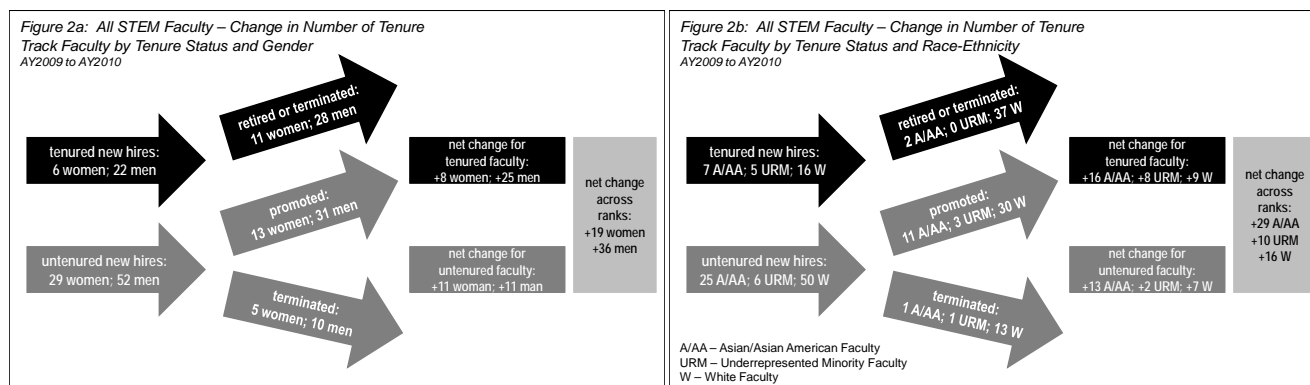 Figure 2a: All STEM Faculty – Change in Number of Tenure
Track Faculty by Tenure Status and Gender
AY2009 to AY2010
retired or terminated:
11 women; 28 men
tenured new hires:
6 women; 22 men
net change for
tenured faculty:
+8 women; +25 men
promoted:
13 women; 31 men
net change
across
ranks:
+19 women
+36 men
untenured new hires:
29 women; 52 men
net change for
untenured faculty:
+11 woman; +11 man
terminated:
5 women; 10 men
Figure 2b: All STEM Faculty – Change in Number of Tenure
Track Faculty by Tenure Status and Race-Ethnicity
AY2009 to AY2010
retired or terminated:
2 A/AA; 0 URM; 37 W
tenured new hires:
7 A/AA; 5 URM; 16 W
net change for
tenured faculty:
+16 A/AA; +8 URM; +9 W
promoted:
11 A/AA; 3 URM; 30 W
net change
across
ranks:
+29 A/AA
+10 URM
+16 W
untenured new hires:
25 A/AA; 6 URM; 50 W
net change for
untenured faculty:
+13 A/AA; +2 URM; +7 W
terminated:
1 A/AA; 1 URM; 13 W
A/AA – Asian/Asian American Faculty
URM – Underrepresented Minority Faculty
W – White Faculty